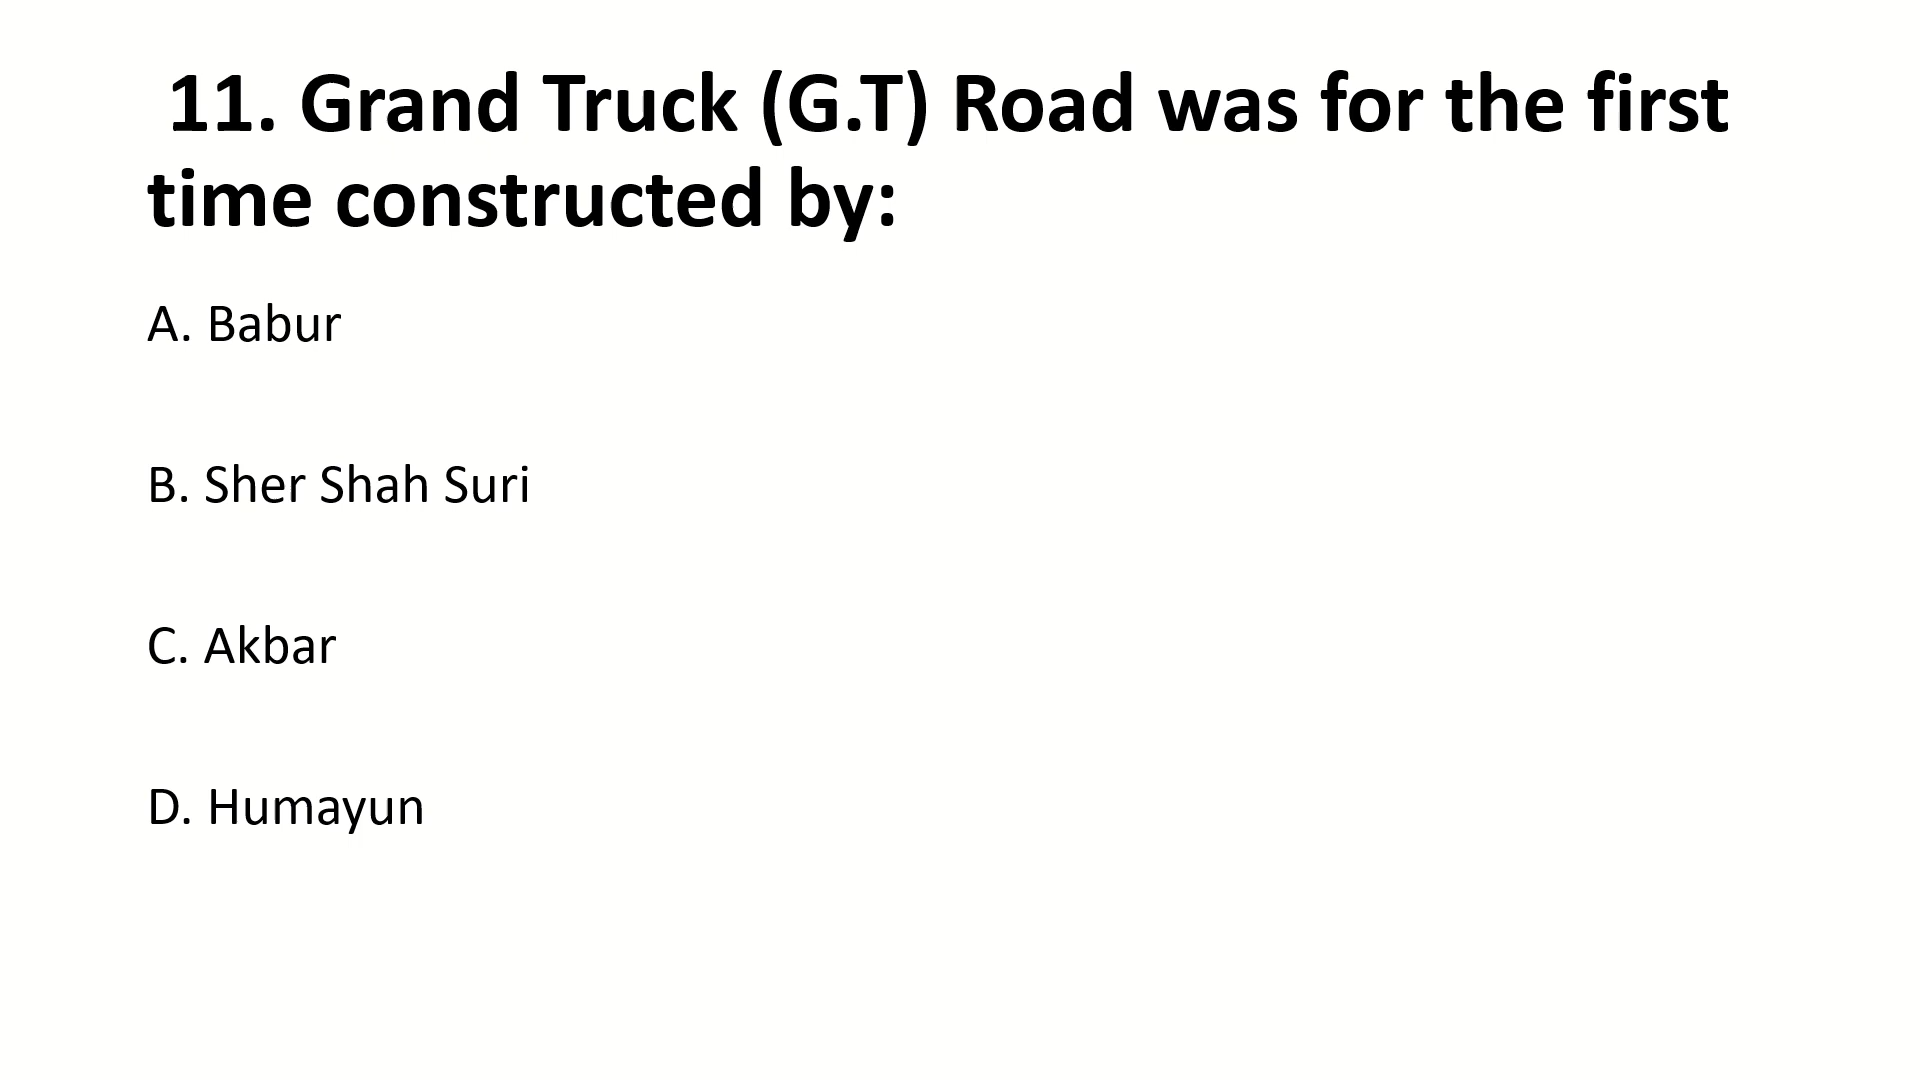 11. Grand Truck (G.T) Road was for the first
time constructed by:
A. Babur
B. Sher Shah Suri
C. Akbar
D. Humayun